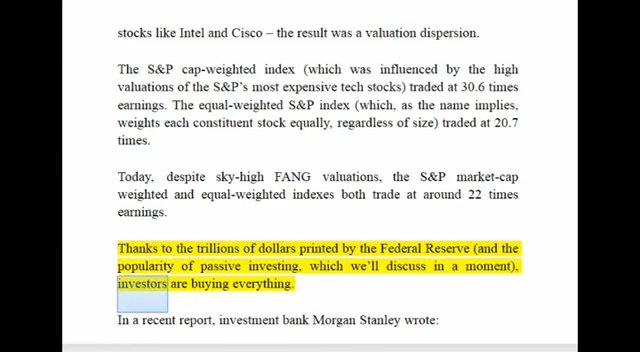 stocks like Intel and Cisco – the result was a valuation dispersion.
The S&P cap-weighted index (which was influenced by the high
valuations of the S&P's most expensive tech stocks) traded at 30.6 times
earnings. The equal-weighted S&P index (which, as the name implies,
weights each constituent stock equally, regardless of size) traded at 20.7
times.
Today, despite sky-high FANG valuations, the S&P market-cap
weighted and equal-weighted indexes both trade at around 22 times
earnings.
Thanks to the trillions of dollars printed by the Federal Reserve (and the
popularity of passive investing, which we'll discuss in a moment),
investors are buying everything.
In a recent report, investment bank Morgan Stanley wrote: